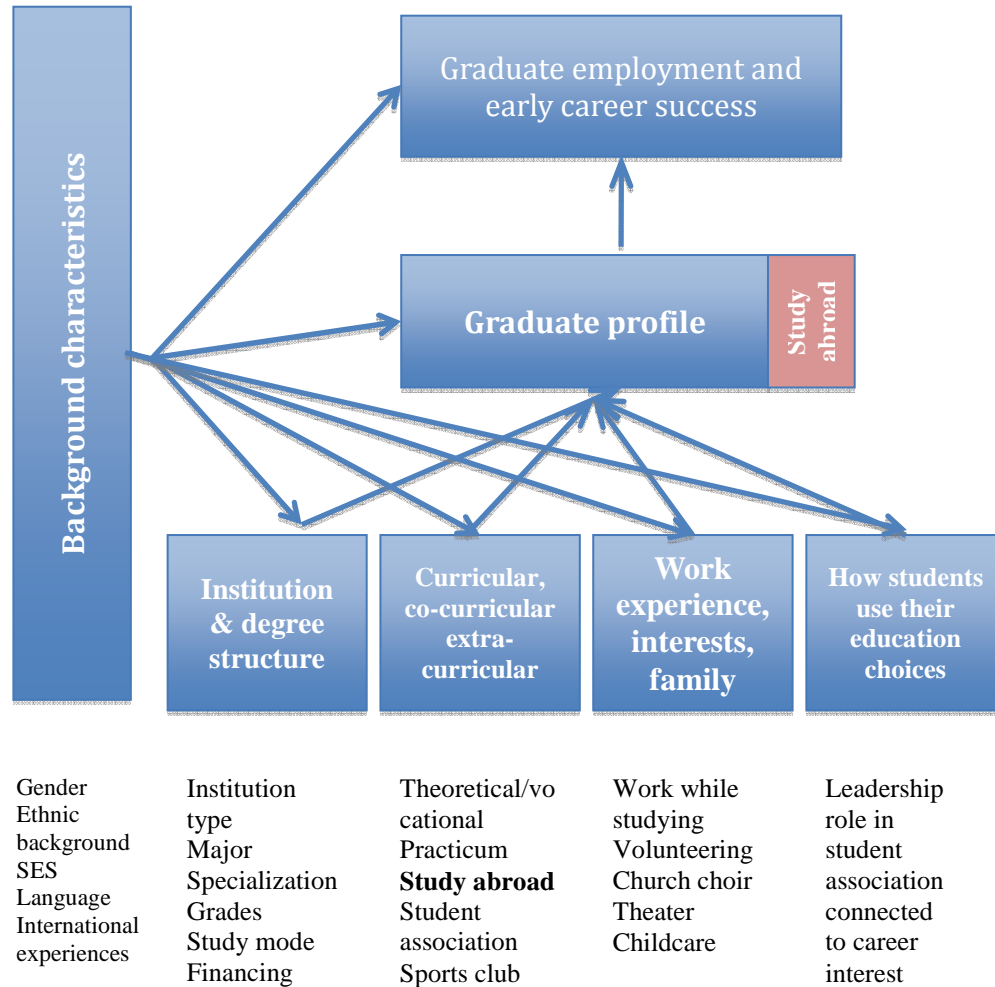 Graduate employment and
early career success
Background characteristics
Graduate profile
Study
abroad
Institution
& degree
structure
Curricular,
co-curricular
extra-
curricular
Work
experience,
interests,
family
How students
use their
education
choices
Gender
Ethnic
background
SES
Language
International
experiences
Institution
type
Major
Specialization
Grades
Study mode
Financing
Theoretical/vo
cational
Practicum
Study abroad
Student
association
Sports club
Work while
studying
Volunteering
Church choir
Theater
Childcare
Leadership
role in
student
association
connected
to career
interest